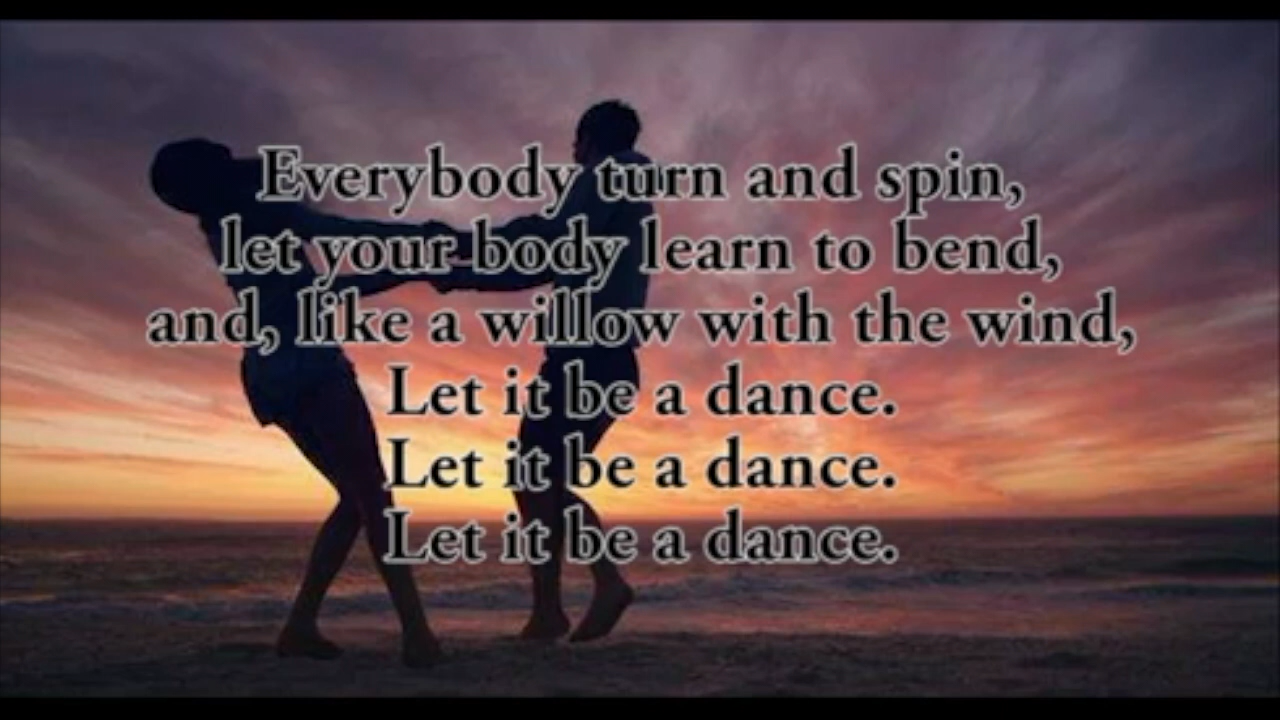 Everybody turn and spin,
let your body learn to bend,
and, like a willow with the wind,
Let it be a dance.
Let it be a dance.
Let it be a dance.